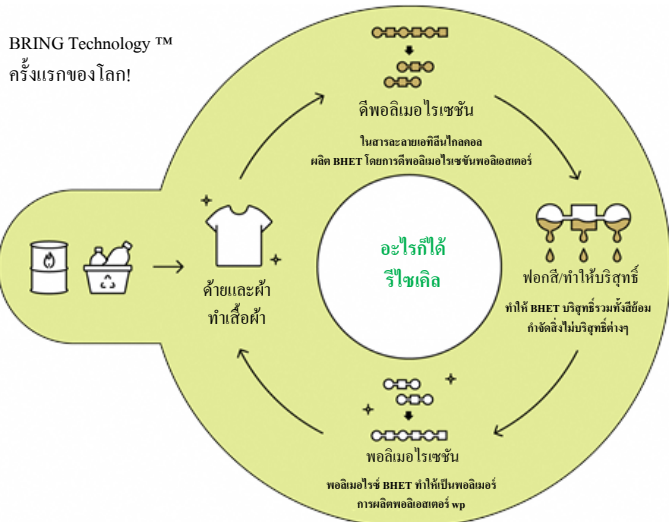 BRING Technology ™
ครั้งแรกของโลก!
ดีพอลิเมอไรเซชัน
ในสารละลายเอทิลีนไกลคอล
ผลิต BHET โดยการดีพอลิเมอไรเซชันพอลิเอสเตอร์
ฟอกสี/ทำให้บริสุทธิ์
ทำให้ BHET บริสุทธิ์รวมทั้งสีย้อม
กำจัดสิ่งไม่บริสุทธิ์ต่างๆ
พอลิเมอไรเซชัน
พอลิเมอไรซ์ BHET ทำให้เป็นพอลิเมอร์
การผลิตพอลิเอสเตอร์ wp
ด้ายและผ้า
ทำเสื้อผ้า
อะไรก็ได้
รีไซเคิล